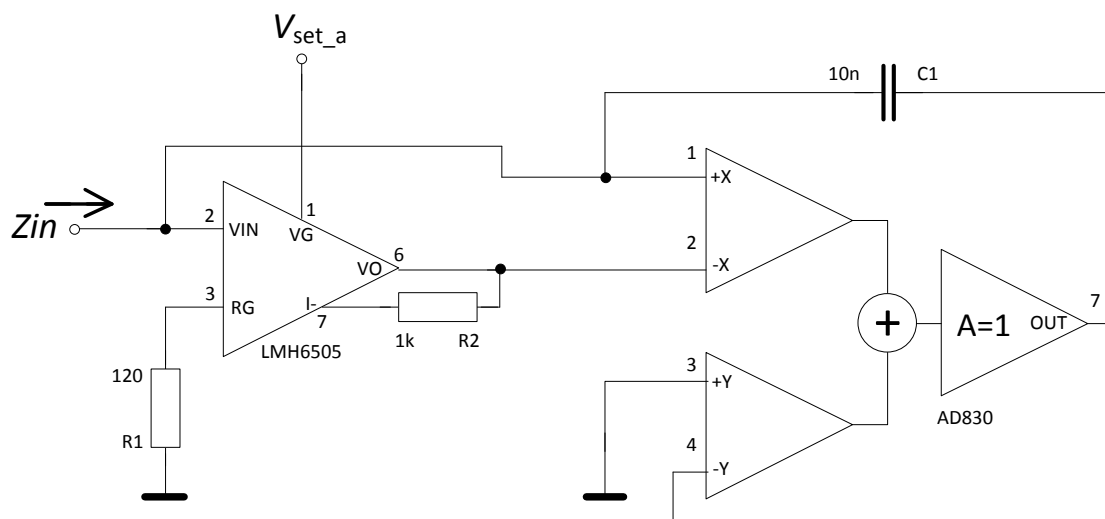 Vset_a
10n C1
Zin
2 VIN
1
VG
VO 6
3 RG
I-
7
1k R2
LMH6505
120
R1
1 +X
2 -X
+
3 +Y
4 -Y
A=1 OUT 7
AD830